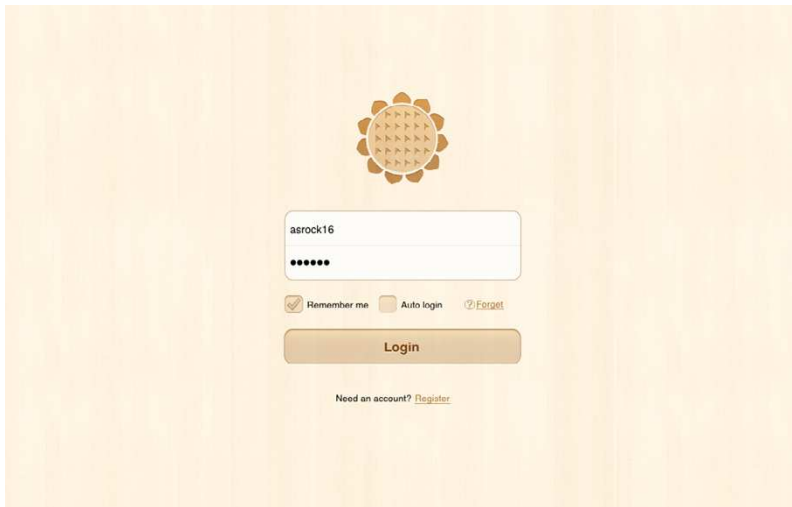 asrock16
●●●●●●
Remember me Auto login ? Forget
Login
Need an account? Register